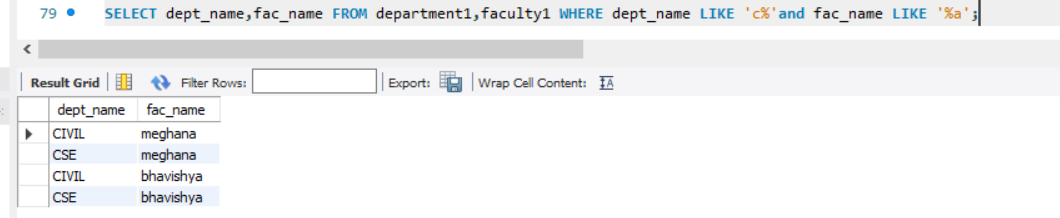 79 SELECT dept_name,fac_name FROM department1,faculty1 WHERE dept_name LIKE 'c%'and fac_name LIKE '%a';
Result Grid Filter Rows: Export: Wrap Cell Content: IA
dept_name fac_name
CIVIL meghana
CSE meghana
CIVIL bhavishya
CSE bhavishya